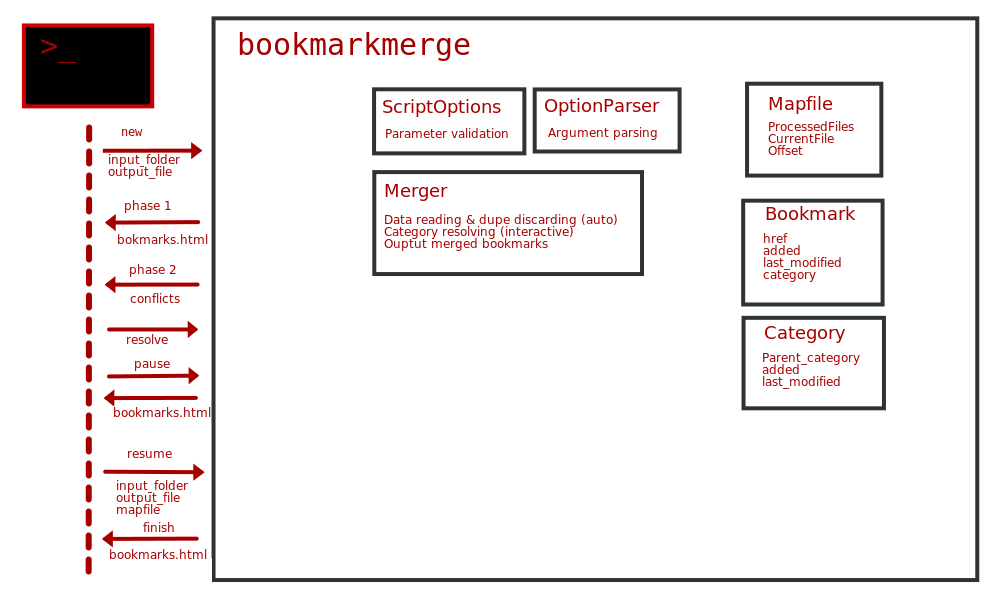 >_
bookmarkmerge
new
input_folder
output_file
phase 1
bokmarks.html
phase 2
conflicts
resolve
pause
bookmarks.html
resume
input_folder
output_file
mapfile
finish
bookmarks.html
ScriptOptions
Parameter validation
OptionParser
Argument parsing
Merger
Data reading & dupe discarding (auto)
Category resolving (interactive)
Ouptut merged bookmarks
Mapfile
ProcessedFiles
CurrentFile
Offset
Bookmark
href
added
last_modified
category
Category
Parent_category
added
last_modified